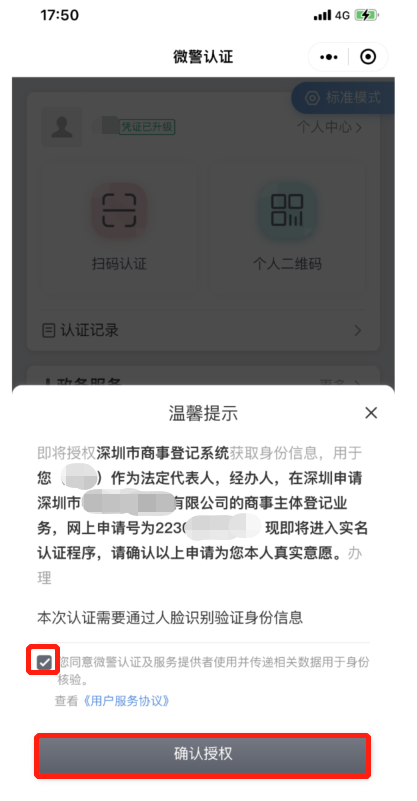 17:50
4G
微警认证
标准模式
凭证已升级
个人中心
扫码认证
个人二维码
认证记录
政务服务
更多
温馨提示
即将授权深圳市商事登记系统获取身份信息，用于
您（ ）作为法定代表人，经办人，在深圳申请
深圳市 有限公司的商事主体登记业
务，网上申请号为2230 现即将进入实名
认证程序，请确认以上申请为您本人真实意愿。办
理
本次认证需要通过人脸识别验证身份信息
您同意微警认证及服务提供者使用并传递相关数据用于身份
核验。
查看《用户服务协议》
确认授权